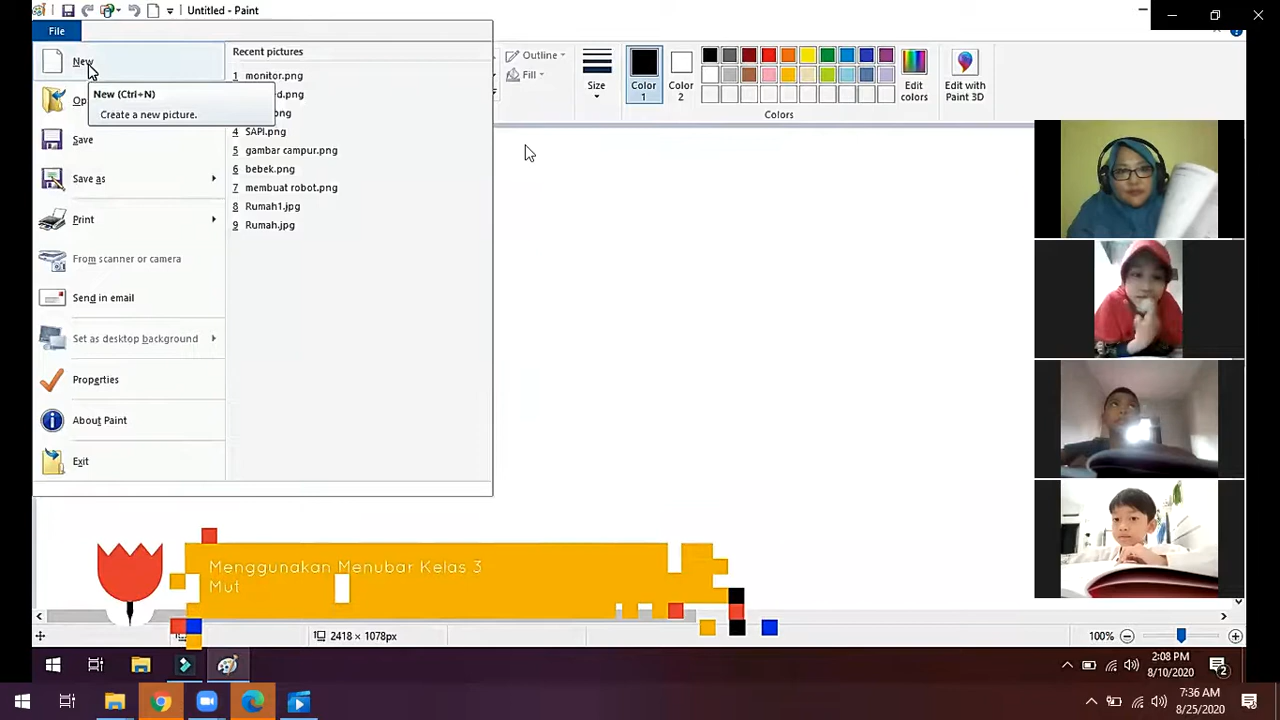 Untitled - Paint
File
New
Recent pictures
1 monitor.png
New (Ctrl+N)
Create a new picture.
Op
d.png
ng
4 SAPI.png
Save
5 gambar campur.png
6 bebek.png
Save as
7 membuat robot.png
8 Rumah1.jpg
Print
9 Rumah.jpg
From scanner or camera
Send in email
Set as desktop background
Properties
About Paint
Exit
Outline
Fill
Size
Color
1
Color
2
Edit
colors
Edit with
Paint 3D
Colors
Menggunakan Menubar Kelas 3
Mut
2418 × 1078px
100%
2:08 PM
8/10/2020
2
7:36 AM
8/25/2020